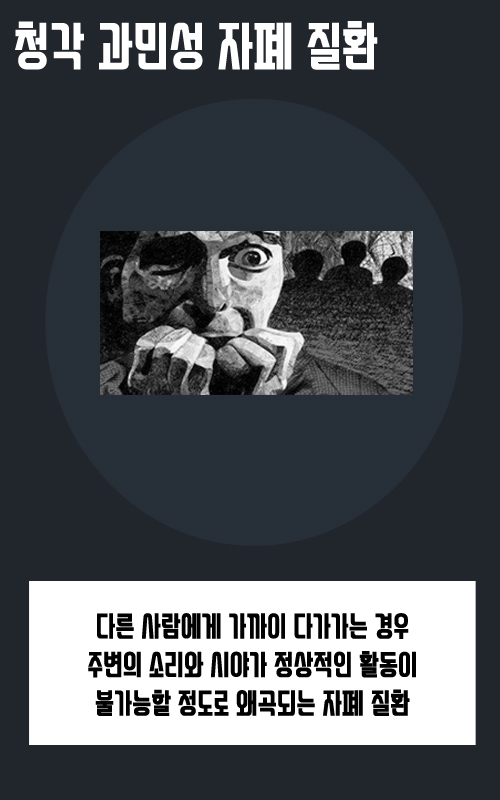 청각 과민성 자폐 질환
다른 사람에게 가까이 다가가는 경우
주변의 소리와 시야가 정상적인 활동이
불가능할 정도로 왜곡되는 자폐 질환